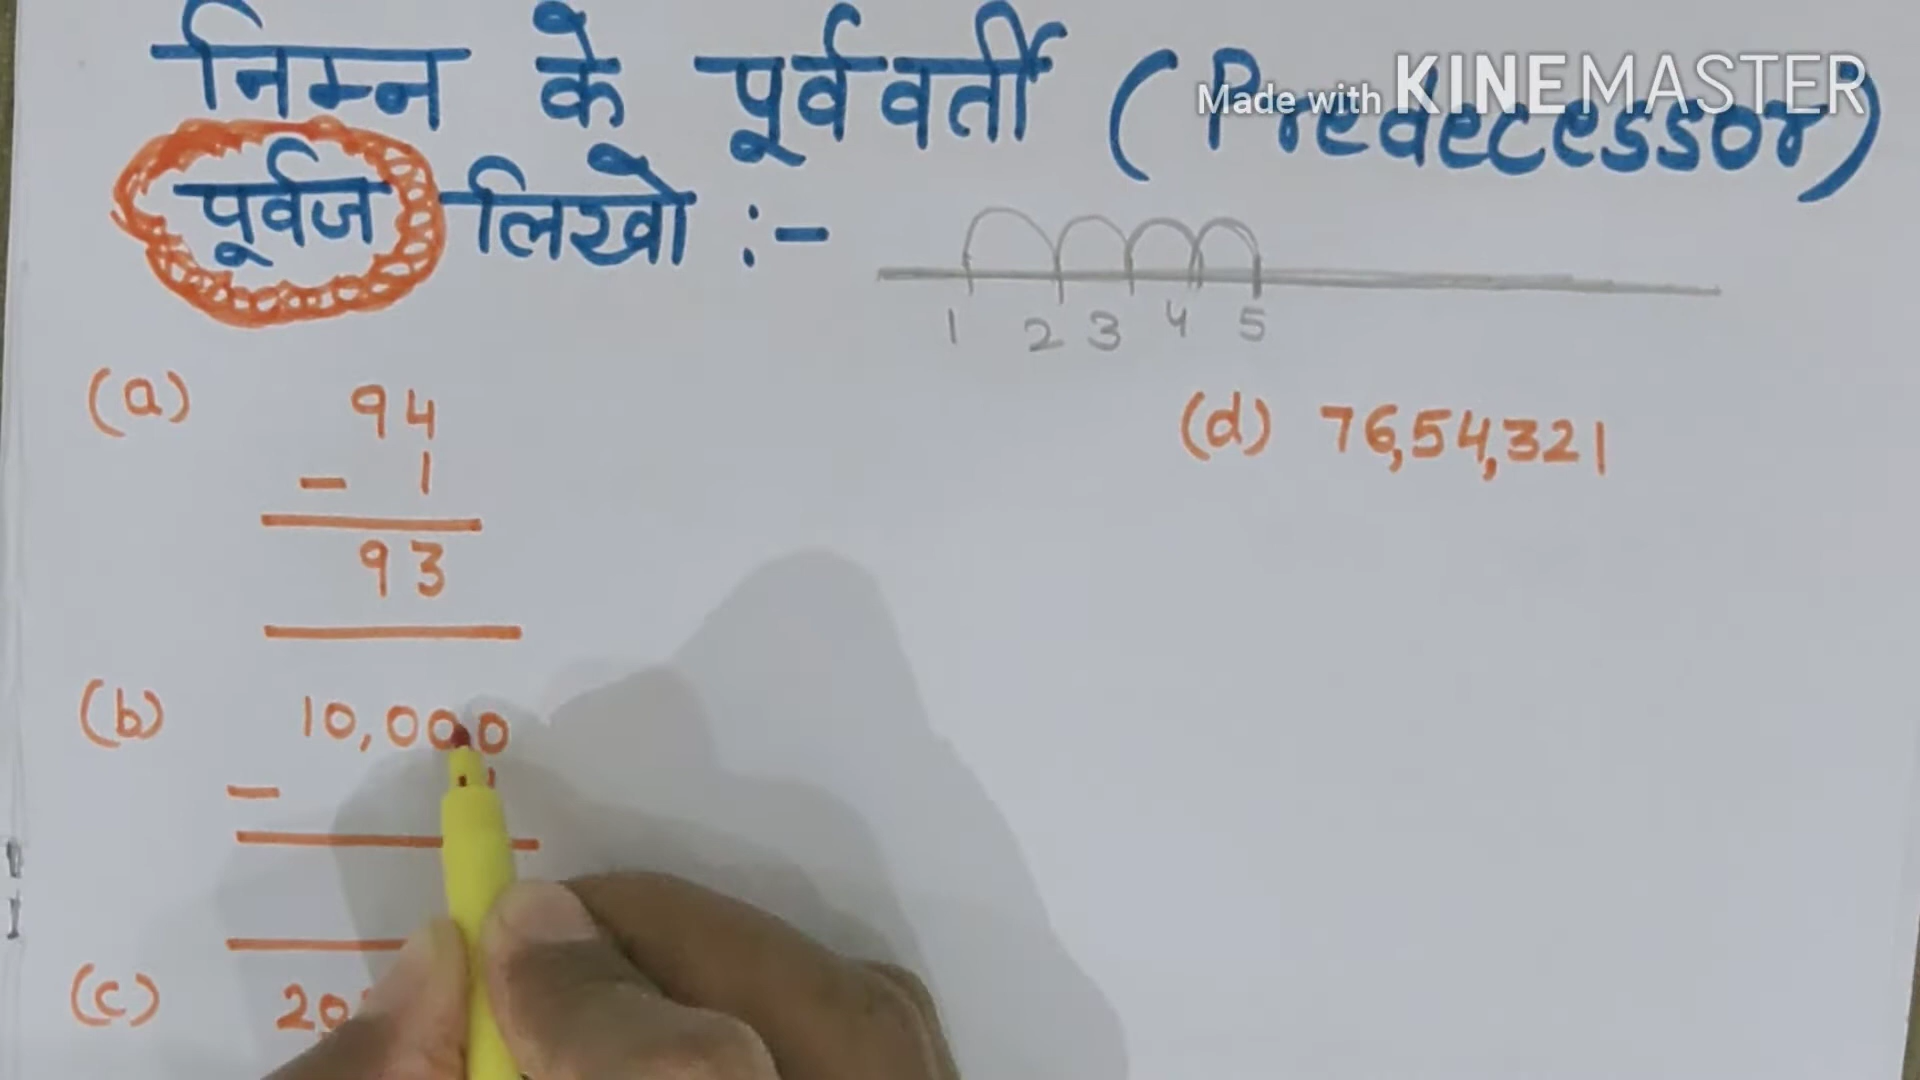 निम्न के पूर्ववर्ती (Predecessor)
Made with KINEMASTER
पूर्वज लिखो :-
1 2 3 4 5
(a) 94
- 1
93
(d) 76,54,321
(b) 10,000
-
(c) 20